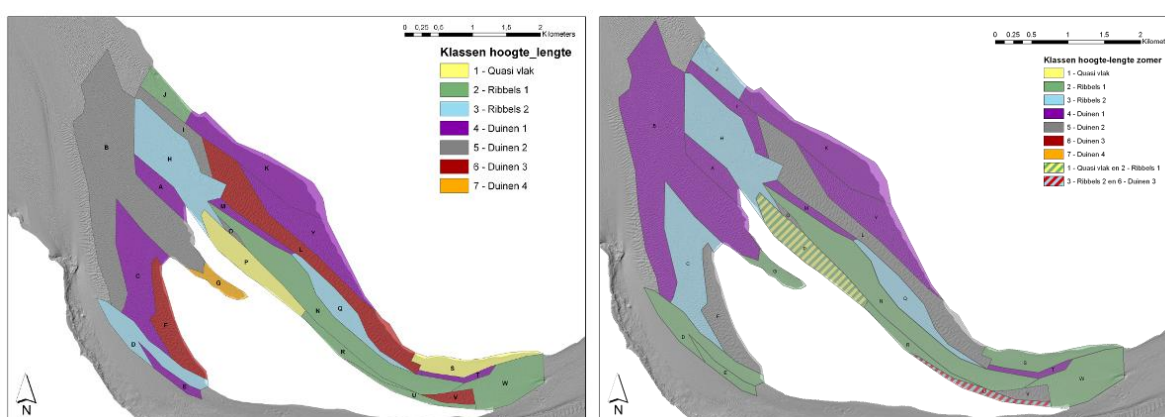 0 0,25 0,5 1 1,5 2
Kilometers
Klassen hoogte_lengte
1 - Quasi vlak
2 - Ribbels 1
3 - Ribbels 2
4 - Duinen 1
5 - Duinen 2
6 - Duinen 3
7 - Duinen 4
J
I
B
H
K
A
M
Y
O
L
P
C
G
Q
F
N
D
R
E
S
T
W
U
V
N
0 0.25 0.5 1 1.5 2
Kilomet
Klassen hoogte-lengte zomer
1 - Quasi vlak
2 - Ribbels 1
3 - Ribbels 2
4 - Duinen 1
5 - Duinen 2
6 - Duinen 3
7 - Duinen 4
1 - Quasi vlak en 2 - Ribbels 1
3 - Ribbels 2 en 6 - Duinen 3
J
I
H
K
A
M
L
C
G
Q
N
F
D
T
W
N